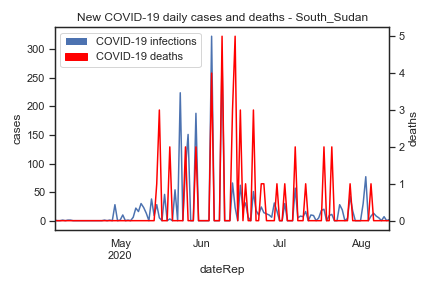 New COVID-19 daily cases and deaths - South_Sudan
COVID-19 infections
COVID-19 deaths
300
250
200
150
100
50
0
cases
5
4
3
2
1
0
deaths
May
2020
Jun
Jul
Aug
dateRep